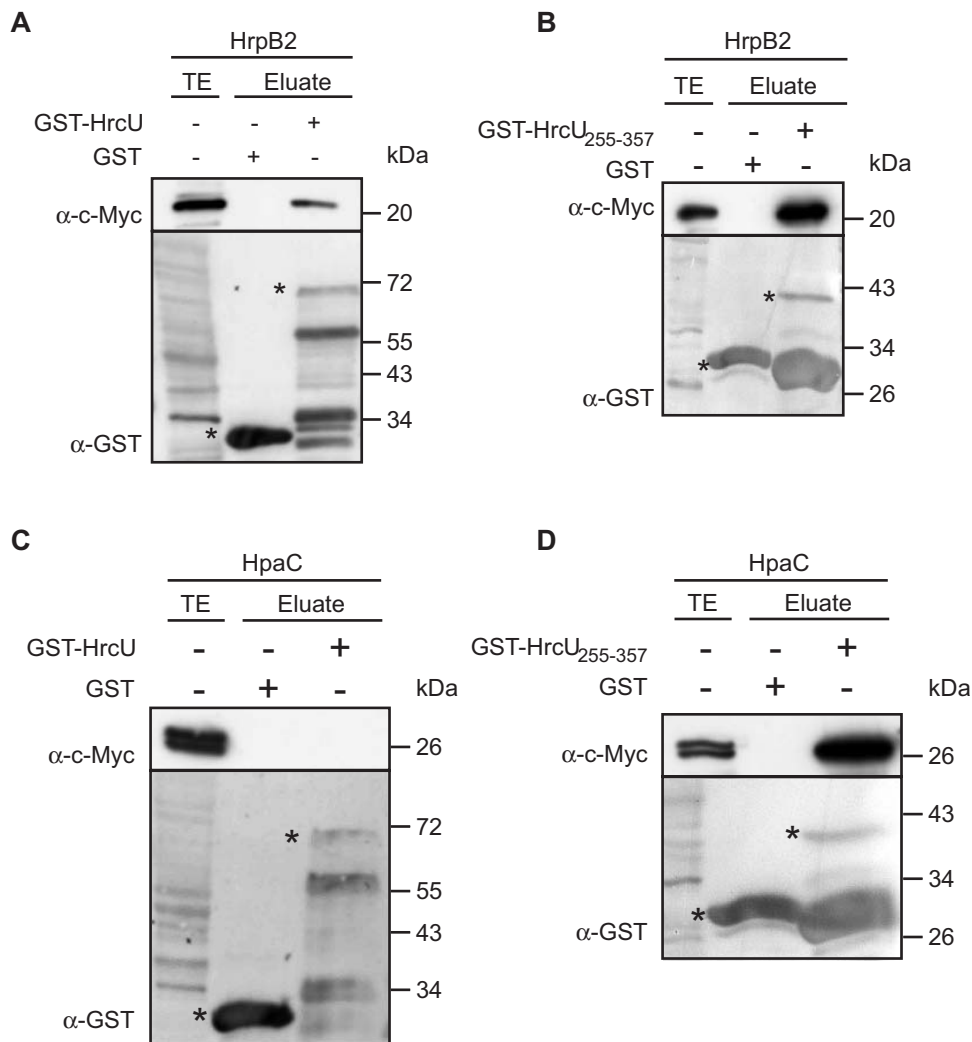 A
HrpB2
TE Eluate
GST-HrcU - - +
GST - + - kDa
α-c-Myc 20
* 72
55
43
34
*
α-GST
B
HrpB2
TE Eluate
GST-HrcU255-357 - - +
GST - + - kDa
α-c-Myc 20
* 43
34
*
α-GST 26
C
HpaC
TE Eluate
GST-HrcU - - +
GST - + - kDa
α-c-Myc 26
* 72
55
43
34
α-GST *
D
HpaC
TE Eluate
GST-HrcU255-357 - - +
GST - + - kDa
α-c-Myc 26
43
*
34
*
α-GST 26